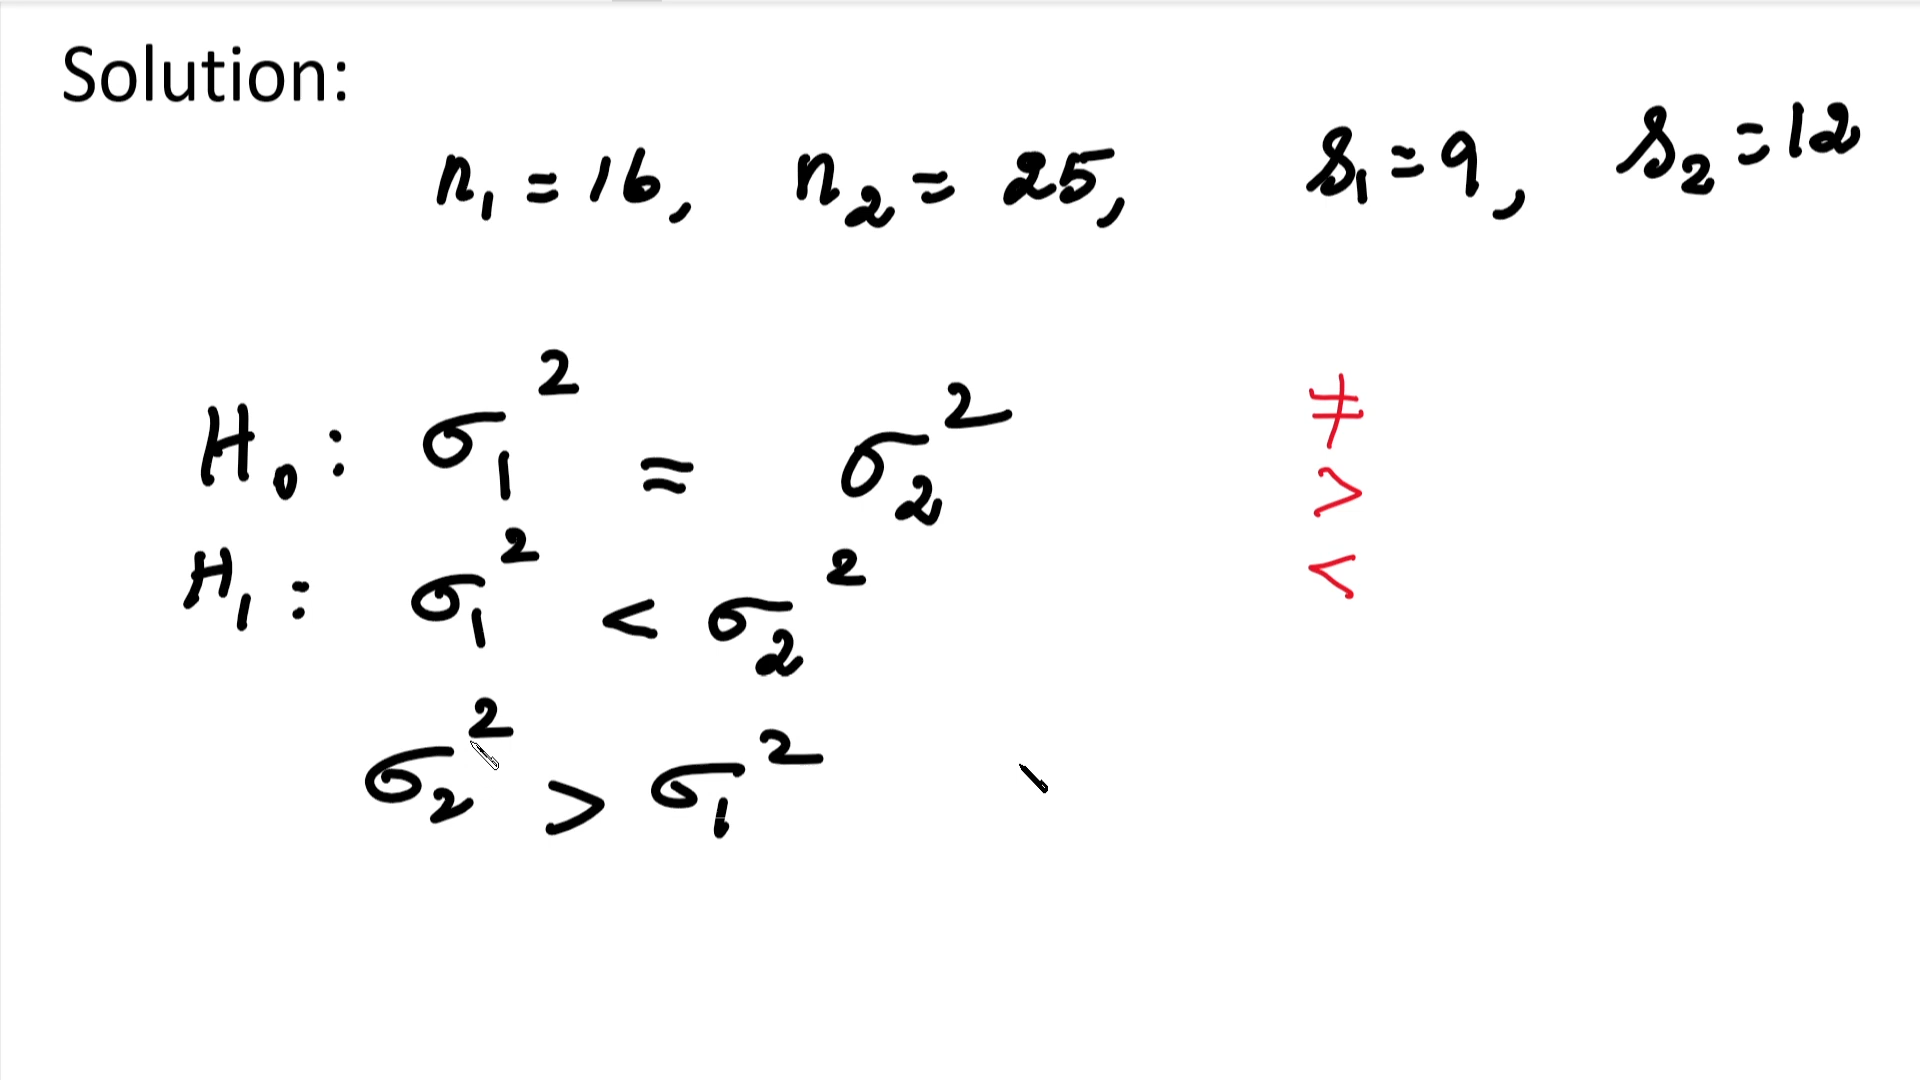 Solution:
n₁ = 16, n₂ = 25, s₁ = 9, s₂ = 12
H₀ : σ₁² = σ₂²
≠
>
H₁ : σ₁² < σ₂²
<
σ₂² > σ₁²